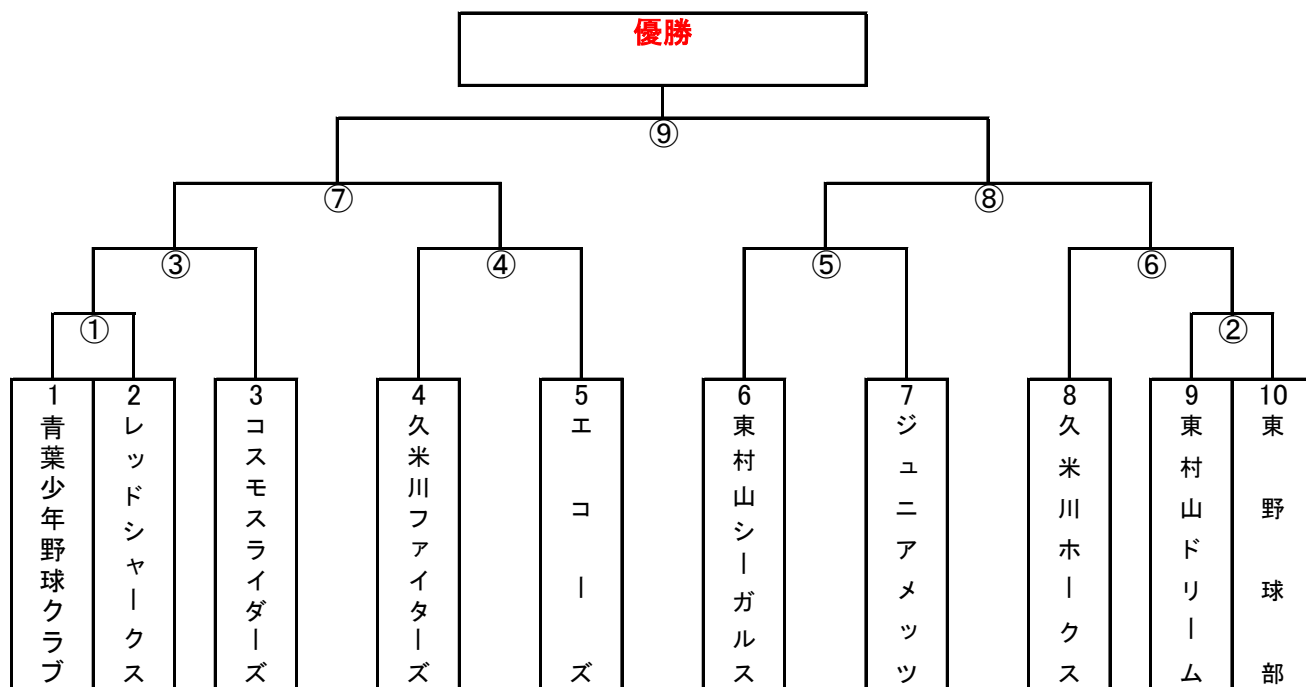 優勝
⑨
⑦
⑧
③
④
⑤
⑥
①
②
1
青葉少年野球クラブ
2
レッドシャークス
3
コスモスライダーズ
4
久米川ファイターズ
5
エコーズ
6
東村山シーガルス
7
ジュニアメッツ
8
久米川ホークス
9
東村山ドリーム
10
東野球部